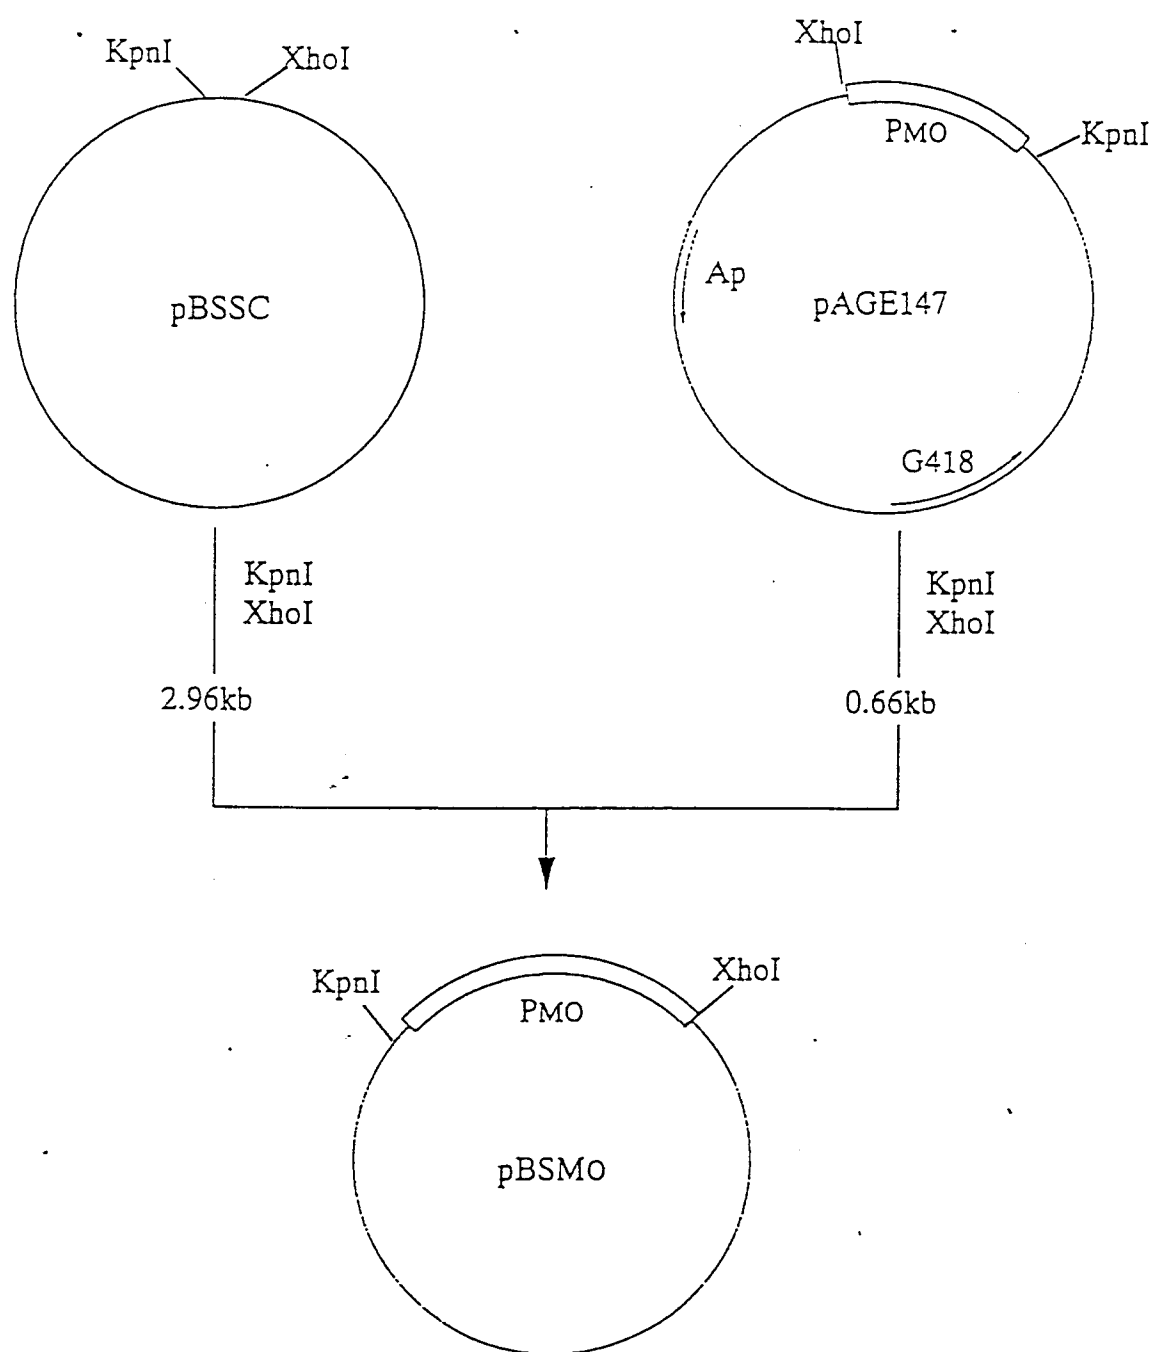 KpnI
XhoI
pBSSC
XhoI
PMO
KpnI
Ap
pAGE147
G418
KpnI
XhoI
2.96kb
KpnI
XhoI
0.66kb
KpnI
PMO
XhoI
pBSMO